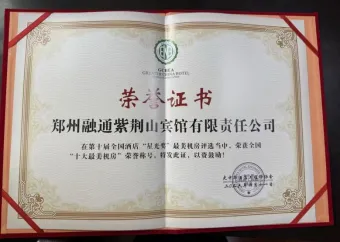 荣誉证书
郑州融通紫荆山宾馆有限责任公司
在第十届全国酒店“星光奖”最美机房评选当中，荣获全国
“十大最美机房”荣誉称号，特发此证，以资鼓励！